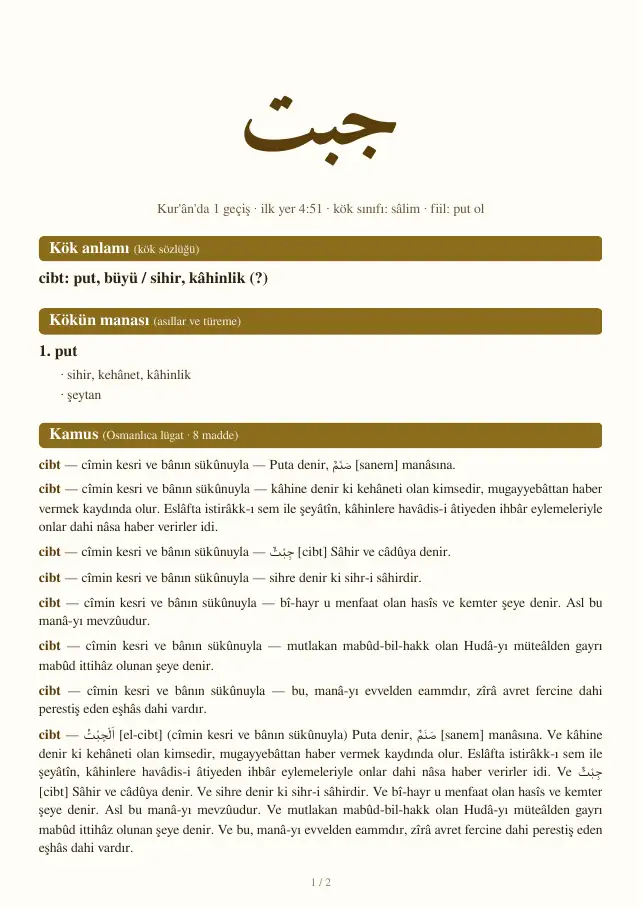 جبت
Kur'ân'da 1 geçiş · ilk yer 4:51 · kök sınıfı: sâlim · fiil: put ol
Kök anlamı (kök sözlüğü)
cibt: put, büyü / sihir, kâhinlik (?)
Kökün manası (asıllar ve türeme)
1. put
· sihir, kehânet, kâhinlik
· şeytan
Kamus (Osmanlıca lügat · 8 madde)
cibt — cîmin kesri ve bânın sükûnuyla — Puta denir, صَنَمٌ [sanem] manâsına.
cibt — cîmin kesri ve bânın sükûnuyla — kâhine denir ki kehâneti olan kimsedir, mugayyebâttan haber
vermek kaydında olur. Eslâfta istirâkk-ı sem ile şeyâtîn, kâhinlere havâdis-i âtiyeden ihbâr eylemeleriyle
onlar dahi nâsa haber verirler idi.
cibt — cîmin kesri ve bânın sükûnuyla — جِبْتٌ [cibt] Sâhir ve câdûya denir.
cibt — cîmin kesri ve bânın sükûnuyla — sihre denir ki sihr-i sâhirdir.
cibt — cîmin kesri ve bânın sükûnuyla — bî-hayr u menfaat olan hasîs ve kemter şeye denir. Asl bu
manâ-yı mevzûudur.
cibt — cîmin kesri ve bânın sükûnuyla — mutlakan mabûd-bil-hakk olan Hudâ-yı müteâlden gayrı
mabûd ittihâz olunan şeye denir.
cibt — cîmin kesri ve bânın sükûnuyla — bu, manâ-yı evvelden eammdır, zîrâ avret fercine dahi
perestiş eden eşhâs dahi vardır.
cibt — اَلْجِبْتُ [el-cibt] (cîmin kesri ve bânın sükûnuyla) Puta denir, صَنَمٌ [sanem] manâsına. Ve kâhine
denir ki kehâneti olan kimsedir, mugayyebâttan haber vermek kaydında olur. Eslâfta istirâkk-ı sem ile
şeyâtîn, kâhinlere havâdis-i âtiyeden ihbâr eylemeleriyle onlar dahi nâsa haber verirler idi. Ve جِبْتٌ
[cibt] Sâhir ve câdûya denir. Ve sihre denir ki sihr-i sâhirdir. Ve bî-hayr u menfaat olan hasîs ve kemter
şeye denir. Asl bu manâ-yı mevzûudur. Ve mutlakan mabûd-bil-hakk olan Hudâ-yı müteâlden gayrı
mabûd ittihâz olunan şeye denir. Ve bu, manâ-yı evvelden eammdır, zîrâ avret fercine dahi perestiş eden
eşhâs dahi vardır.
1 / 2